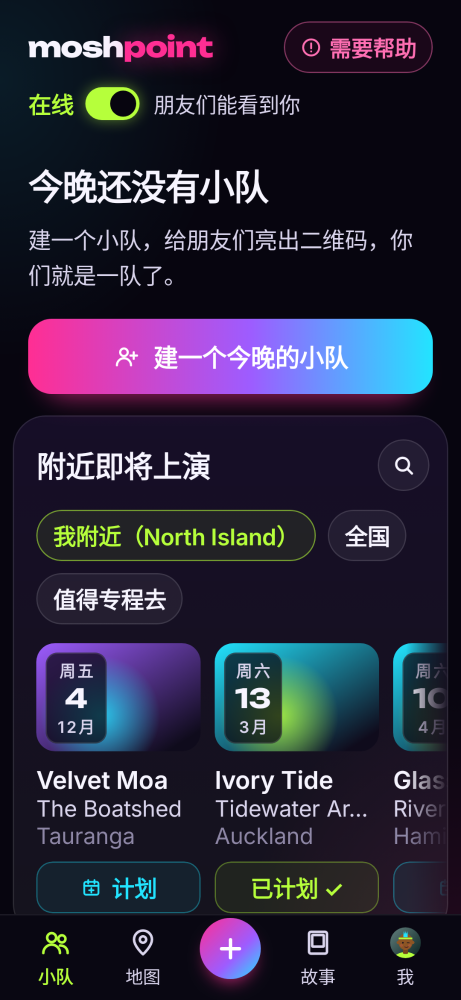 moshpoint
需要帮助
在线
朋友们能看到你
今晚还没有小队
建一个小队，给朋友们亮出二维码，你
们就是一队了。
建一个今晚的小队
附近即将上演
我附近（North Island）
全国
值得专程去
周五
4
12月
周六
13
3月
周六
10
4月
Velvet Moa
The Boatshed
Tauranga
Ivory Tide
Tidewater Ar...
Auckland
计划
已计划
小队
地图
故事
我